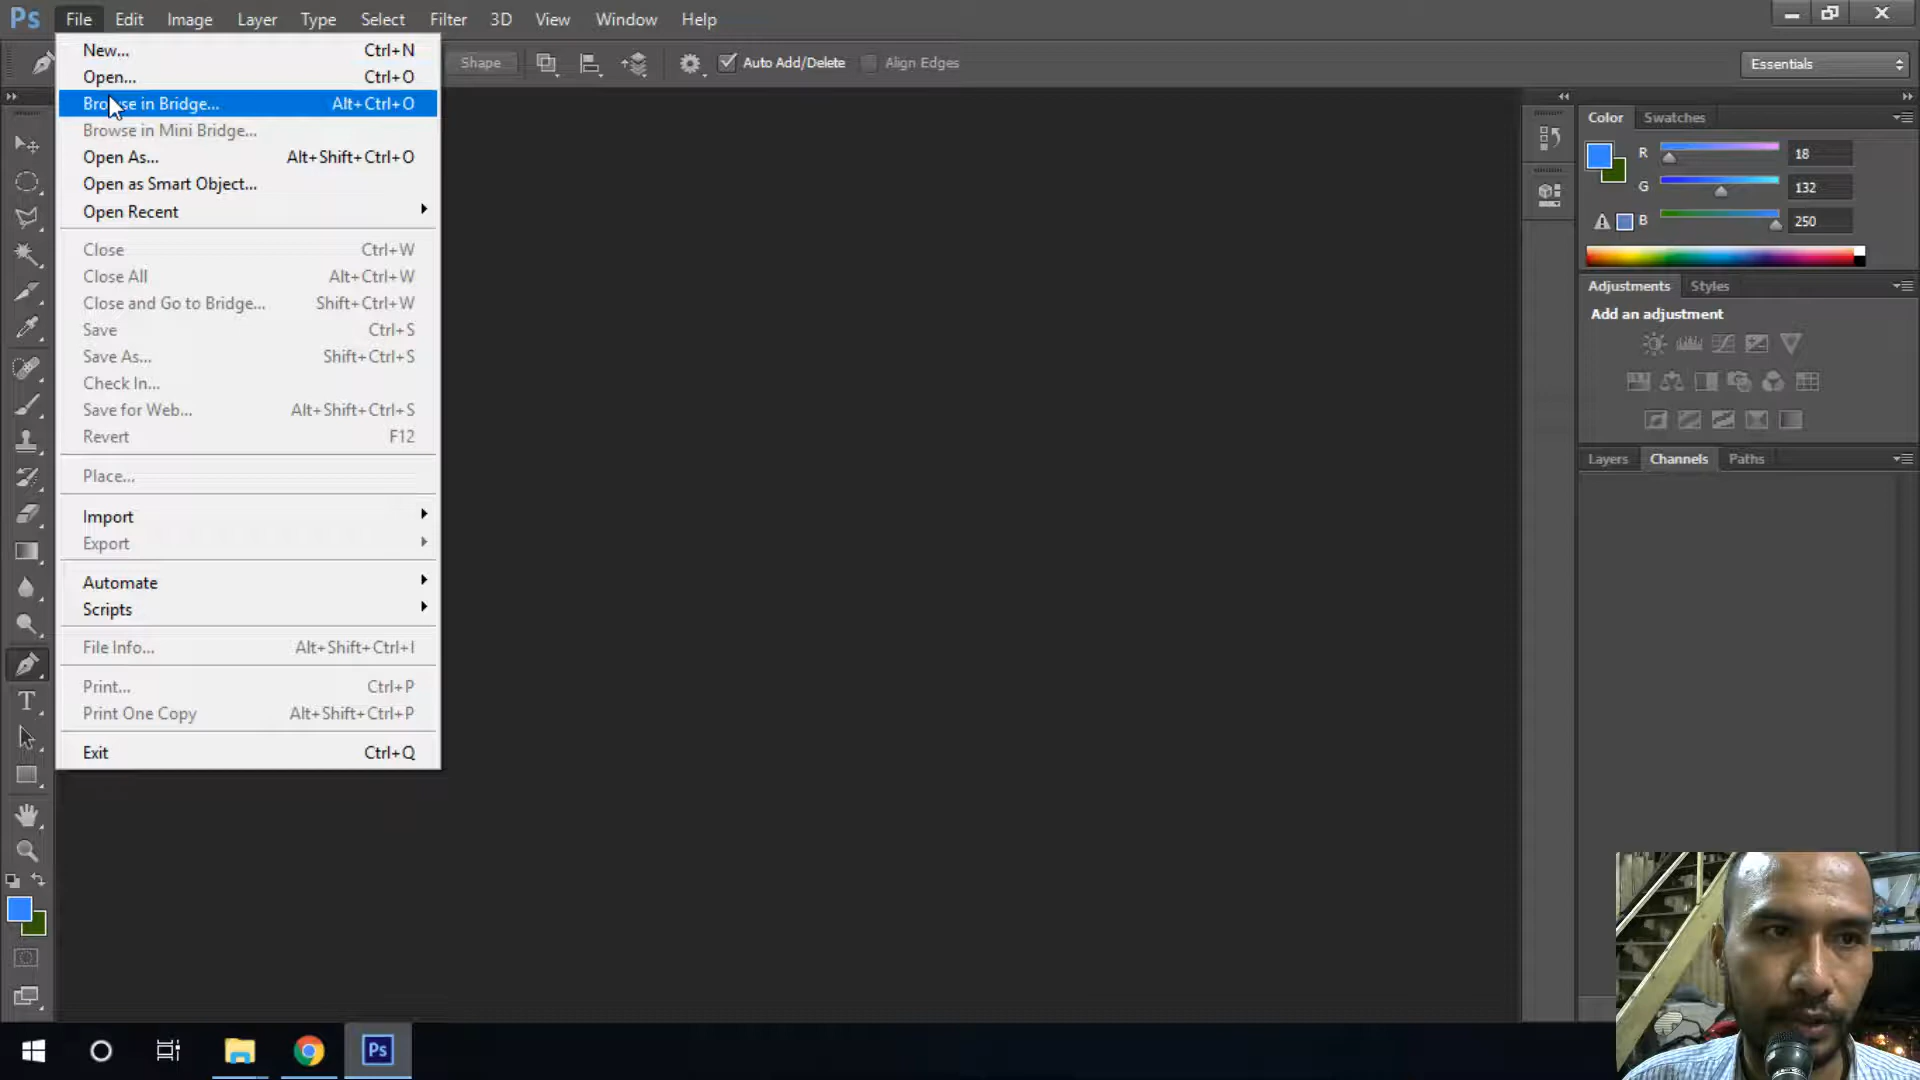 Ps File Edit Image Layer Type Select Filter 3D View Window Help
Shape Auto Add/Delete Align Edges Essentials
New... Ctrl+N
Open... Ctrl+O
Browse in Bridge... Alt+Ctrl+O
Browse in Mini Bridge...
Open As... Alt+Shift+Ctrl+O
Open as Smart Object...
Open Recent
Close Ctrl+W
Close All Alt+Ctrl+W
Close and Go to Bridge... Shift+Ctrl+W
Save Ctrl+S
Save As... Shift+Ctrl+S
Check In...
Save for Web... Alt+Shift+Ctrl+S
Revert F12
Place...
Import
Export
Automate
Scripts
File Info... Alt+Shift+Ctrl+I
Print... Ctrl+P
Print One Copy Alt+Shift+Ctrl+P
Exit Ctrl+Q
T
Color Swatches
R 18
G 132
B 250
Adjustments Styles
Add an adjustment
Layers Channels Paths
Ps